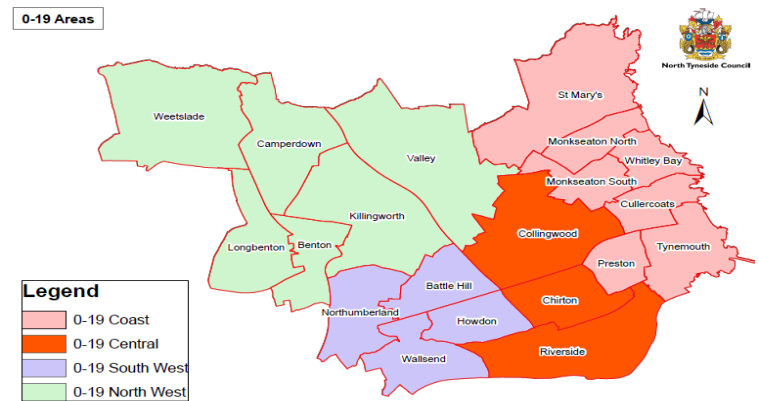 0-19 Areas
North Tyneside Council
N
St Mary's
Weetslade
Camperdown
Monkseaton North
Valley
Whitley Bay
Monkseaton South
Cullercoats
Killingworth
Collingwood
Longbenton
Benton
Tynemouth
Preston
Battle Hill
Chirton
Northumberland
Howdon
Riverside
Wallsend
Legend
0-19 Coast
0-19 Central
0-19 South West
0-19 North West